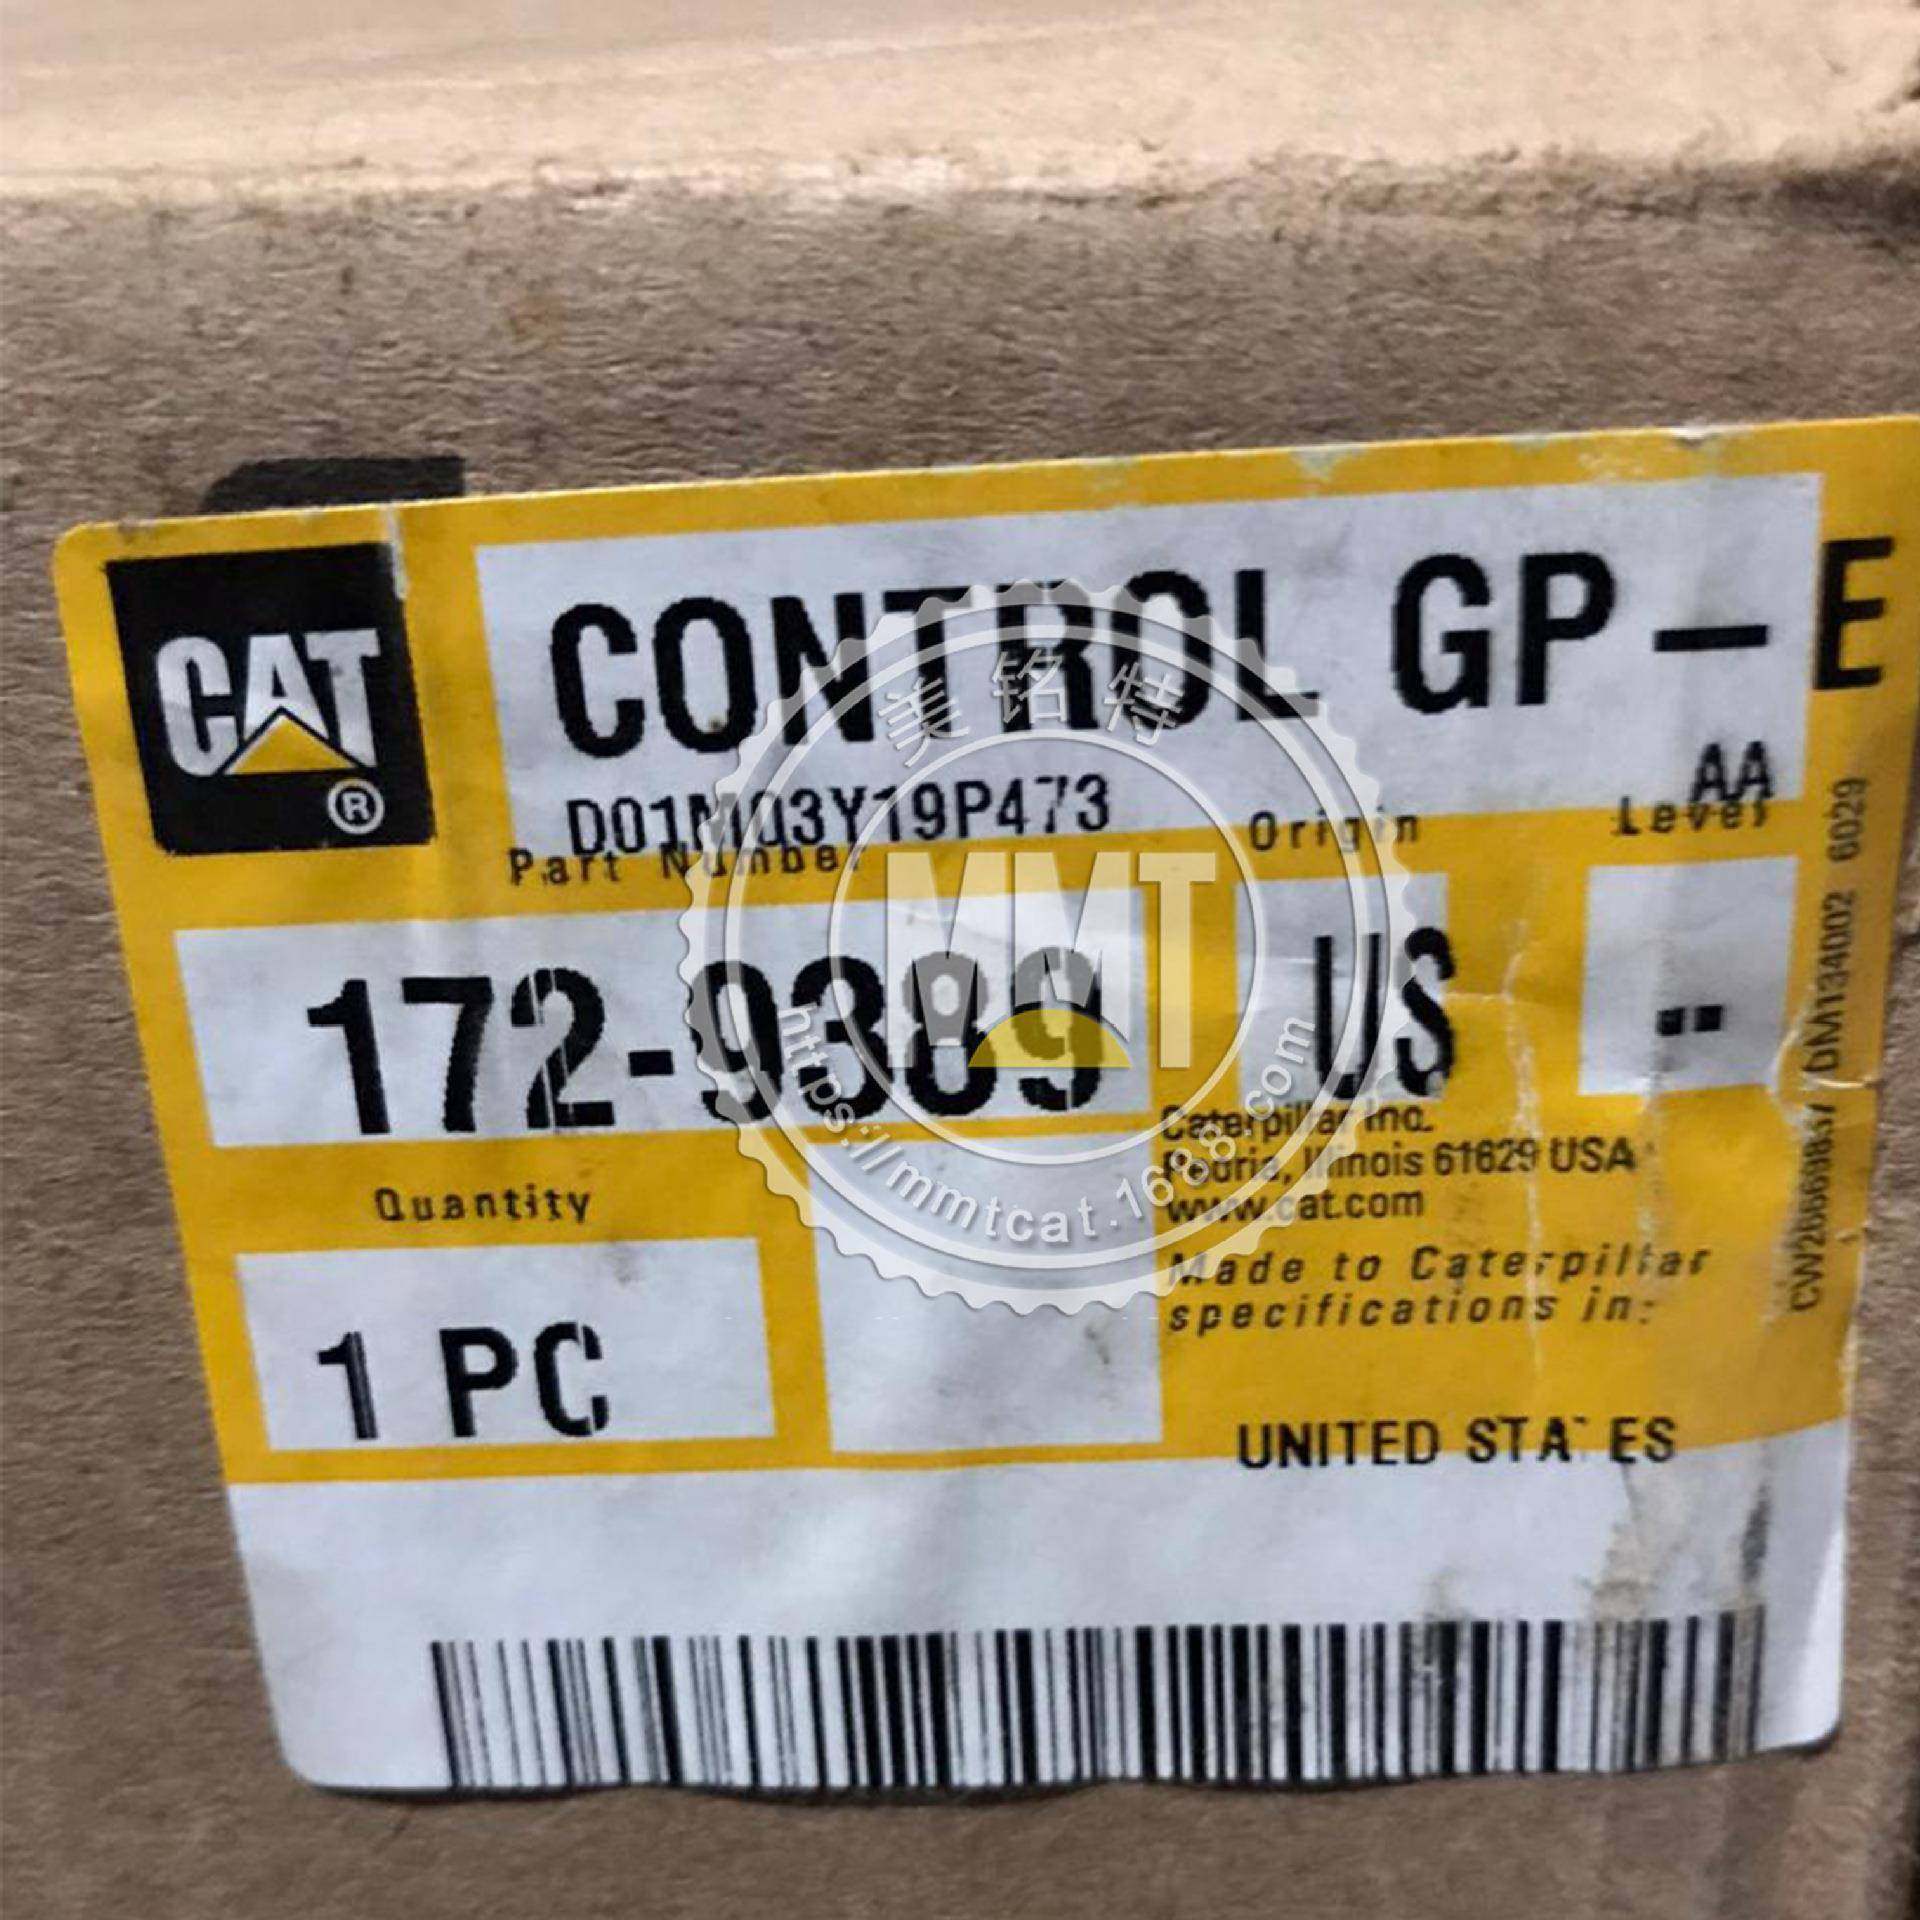 CONTROL GP-E
CAT
®
D01M03Y19P473
AA
Part Number
Origin
Level
172-9389
US
--
Quantity
1 PC
Caterpillar Inc.
Peoria, Illinois 61629 USA
www.cat.com
Made to Caterpillar
specifications in:
UNITED STATES
DM134002 6029
美铭特
MMT
https://mmtcat.1688.com